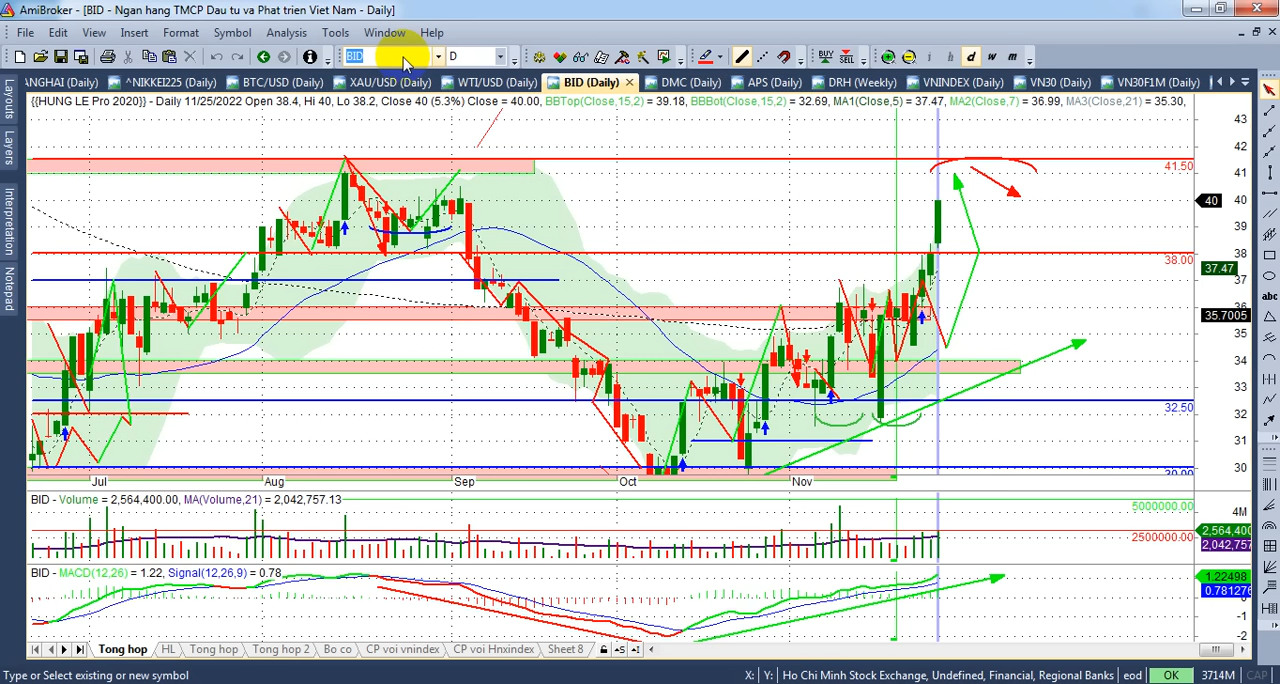 AmiBroker - [BID - Ngan hang TMCP Dau tu va Phat trien Viet Nam - Daily]
File Edit View Insert Format Symbol Analysis Tools Window Help
BID D BUY SELL i h d w m
NGHAI (Daily) ^NIKKEI225 (Daily) BTC/USD (Daily) XAU/USD (Daily) WTI/USD (Daily) BID (Daily) DMC (Daily) APS (Daily) DRH (Weekly) VNINDEX (Daily) VN30 (Daily) VN30F1M (Daily)
{{HUNG LE Pro 2020}} - Daily 11/25/2022 Open 38.4, Hi 40, Lo 38.2, Close 40 (5.3%) Close = 40.00, BBTop(Close,15,2) = 39.18, BBBot(Close,15,2) = 32.69, MA1(Close,5) = 37.47, MA2(Close,7) = 36.99, MA3(Close,21) = 35.30,
Layouts
Layers
Interpretation
Notepad
43
42
41.50
41
40 40
39
38
38.00
37.47
37
36
35.7005
35
34
33
32.50
32
31
30
Jul Aug Sep Oct Nov
abc
BID - Volume = 2,564,400.00, MA(Volume,21) = 2,042,757.13
5000000.00
4M
2,564,400
2500000.00
2,042,757
BID - MACD(12,26) = 1.22, Signal(12,26,9) = 0.78
1.22498
0.781276
-1
-2
Tong hop HL Tong hop Tong hop 2 Bo co CP voi vnindex CP voi Hnxindex Sheet 8
Type or Select existing or new symbol X: Y: Ho Chi Minh Stock Exchange, Undefined, Financial, Regional Banks eod OK 3714M CAP